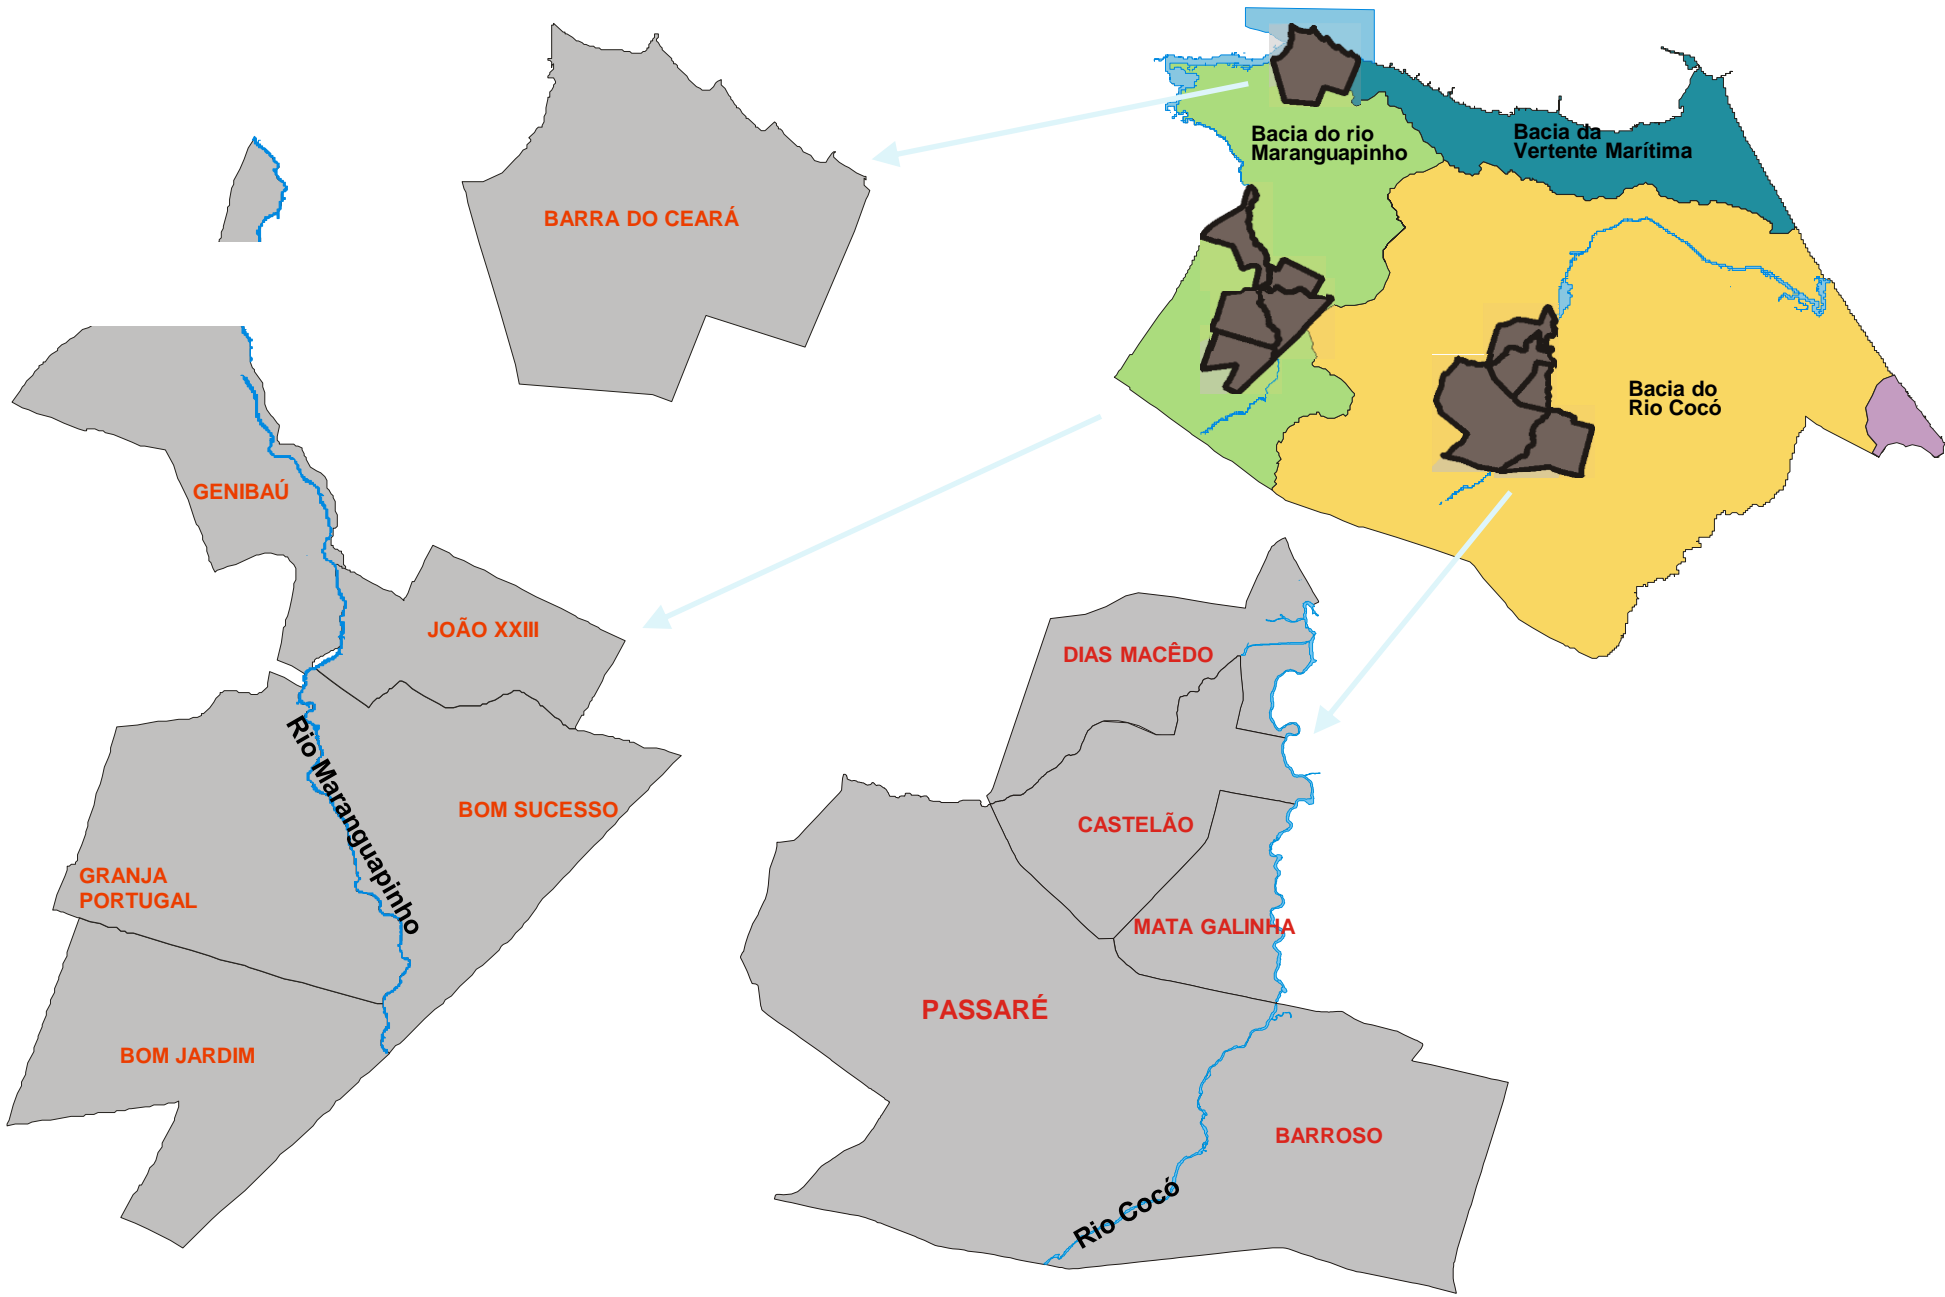 Bacia do rio
Maranguapinho
Bacia da
Vertente Marítima
Bacia do
Rio Cocó
BARRA DO CEARÁ
GENIBAÚ
JOÃO XXIII
Rio Maranguapinho
BOM SUCESSO
GRANJA
PORTUGAL
BOM JARDIM
DIAS MACÊDO
CASTELÃO
MATA GALINHA
PASSARÉ
BARROSO
Rio Cocó